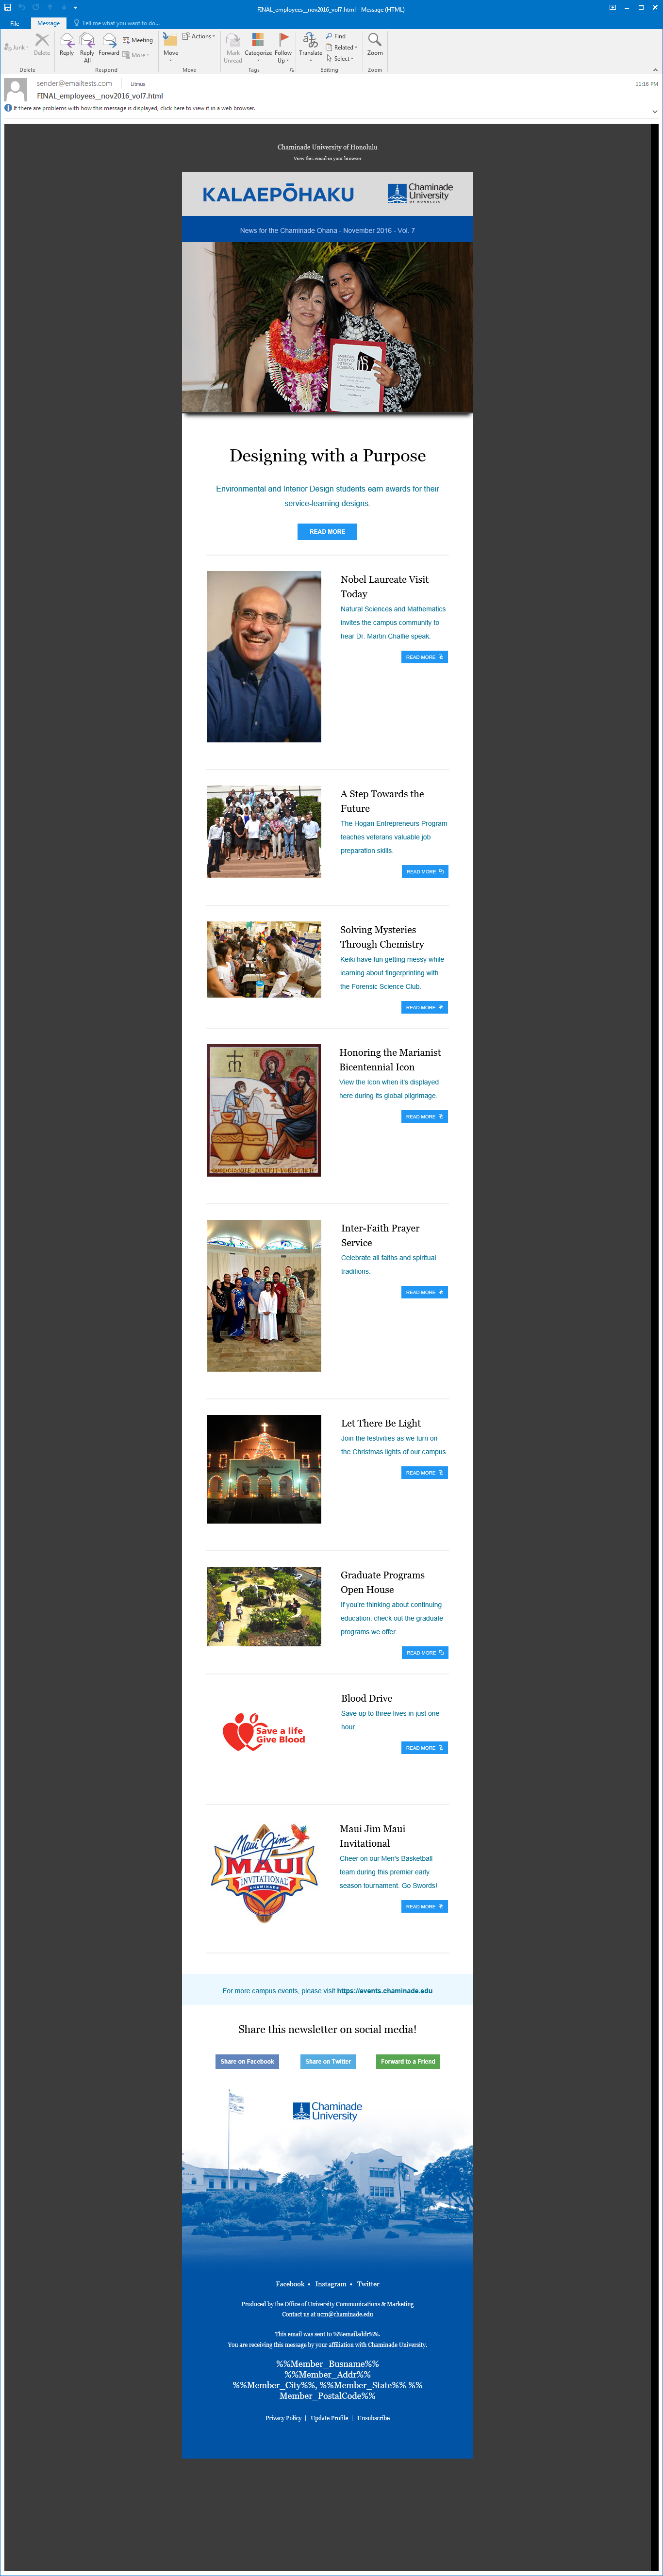 FINAL_employees__nov2016_vol7.html - Message (HTML)
File
Message
Tell me what you want to do...
Junk
Delete
Reply
Reply All
Forward
Meeting
More
Move
Actions
Mark Unread
Categorize
Follow Up
Translate
Find
Related
Select
Zoom
Delete
Respond
Move
Tags
Editing
Zoom
sender@emailtests.com
Litmus
11:16 PM
FINAL_employees__nov2016_vol7.html
If there are problems with how this message is displayed, click here to view it in a web browser.
Chaminade University of Honolulu
View this email in your browser
KALAEPŌHAKU
Chaminade
University
OF HONOLULU
News for the Chaminade Ohana - November 2016 - Vol. 7
Designing with a Purpose
Environmental and Interior Design students earn awards for their
service-learning designs.
READ MORE
Nobel Laureate Visit
Today
Natural Sciences and Mathematics
invites the campus community to
hear Dr. Martin Chalfie speak.
READ MORE
A Step Towards the
Future
The Hogan Entrepreneurs Program
teaches veterans valuable job
preparation skills.
READ MORE
Solving Mysteries
Through Chemistry
Keiki have fun getting messy while
learning about fingerprinting with
the Forensic Science Club.
READ MORE
Honoring the Marianist
Bicentennial Icon
View the Icon when it's displayed
here during its global pilgrimage.
READ MORE
Inter-Faith Prayer
Service
Celebrate all faiths and spiritual
traditions.
READ MORE
Let There Be Light
Join the festivities as we turn on
the Christmas lights of our campus.
READ MORE
Graduate Programs
Open House
If you're thinking about continuing
education, check out the graduate
programs we offer.
READ MORE
Save a life
Give Blood
Blood Drive
Save up to three lives in just one
hour.
READ MORE
Maui Jim
MAUI
INVITATIONAL
CHAMINADE
Maui Jim Maui
Invitational
Cheer on our Men's Basketball
team during this premier early
season tournament. Go Swords!
READ MORE
For more campus events, please visit https://events.chaminade.edu
Share this newsletter on social media!
Share on Facebook
Share on Twitter
Forward to a Friend
Chaminade
University
Facebook • Instagram • Twitter
Produced by the Office of University Communications & Marketing
Contact us at ucm@chaminade.edu
This email was sent to %%emailaddr%%.
You are receiving this message by your affiliation with Chaminade University.
%%Member_Busname%%
%%Member_Addr%%
%%Member_City%%, %%Member_State%% %%
Member_PostalCode%%
Privacy Policy | Update Profile | Unsubscribe